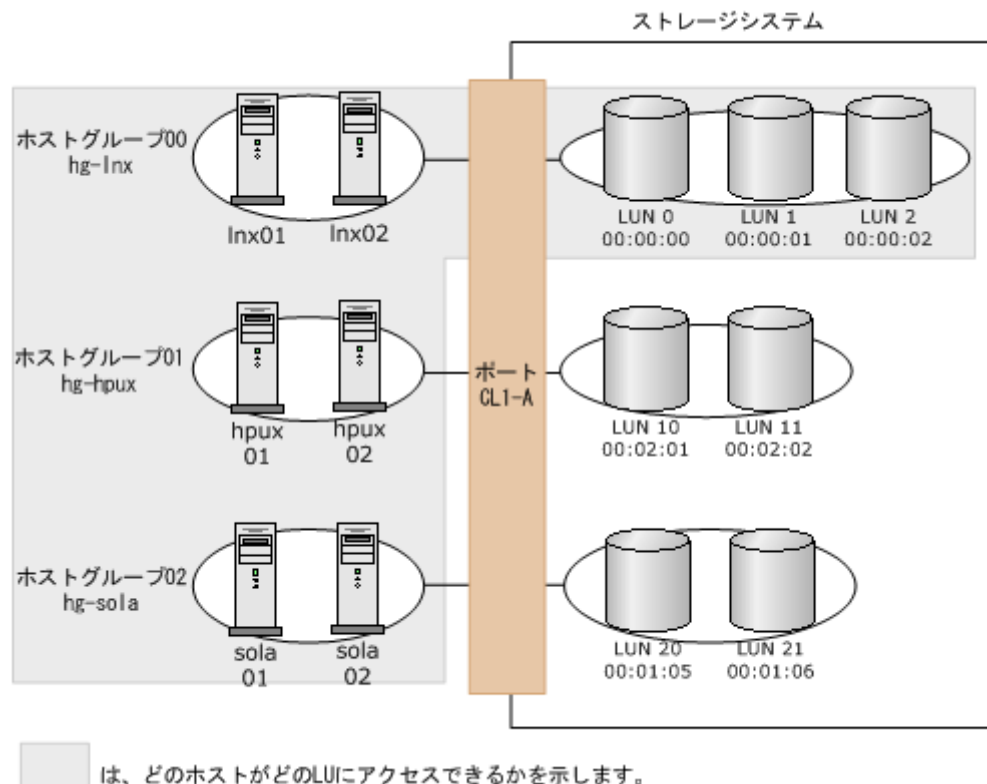 ストレージシステム
ホストグループ00
hg-lnx
lnx01
lnx02
LUN 0
00:00:00
LUN 1
00:00:01
LUN 2
00:00:02
ホストグループ01
hg-hpux
hpux
01
hpux
02
ポート
CL1-A
LUN 10
00:02:01
LUN 11
00:02:02
ホストグループ02
hg-sola
sola
01
sola
02
LUN 20
00:01:05
LUN 21
00:01:06
は、どのホストがどのLUにアクセスできるかを示します。